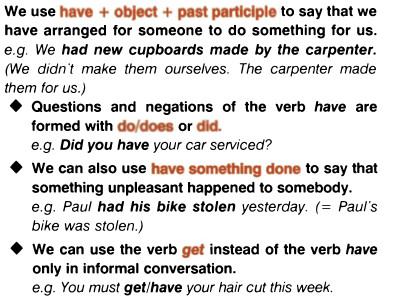 We use have + object + past participle to say that we
have arranged for someone to do something for us.
e.g. We had new cupboards made by the carpenter.
(We didn't make them ourselves. The carpenter made
them for us.)
◆ Questions and negations of the verb have are
formed with do/does or did.
e.g. Did you have your car serviced?
◆ We can also use have something done to say that
something unpleasant happened to somebody.
e.g. Paul had his bike stolen yesterday. (= Paul's
bike was stolen.)
◆ We can use the verb get instead of the verb have
only in informal conversation.
e.g. You must get/have your hair cut this week.